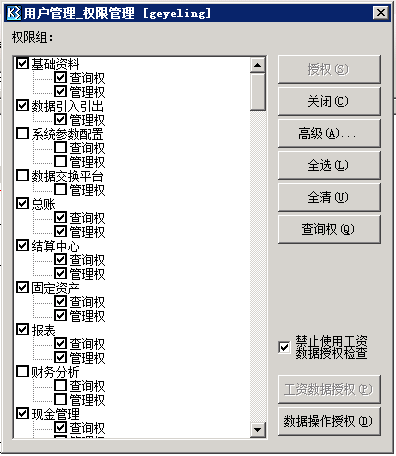 用户管理_权限管理 [geyeling]
权限组:
基础资料
查询权
管理权
数据引入引出
管理权
系统参数配置
查询权
管理权
数据交换平台
管理权
总账
查询权
管理权
结算中心
查询权
管理权
固定资产
查询权
管理权
报表
查询权
管理权
财务分析
查询权
管理权
现金管理
查询权
管理权
授权(S)
关闭(C)
高级(A)...
全选(L)
全清(U)
查询权(Q)
禁止使用工资
数据授权检查
工资数据授权(P)
数据操作授权(D)